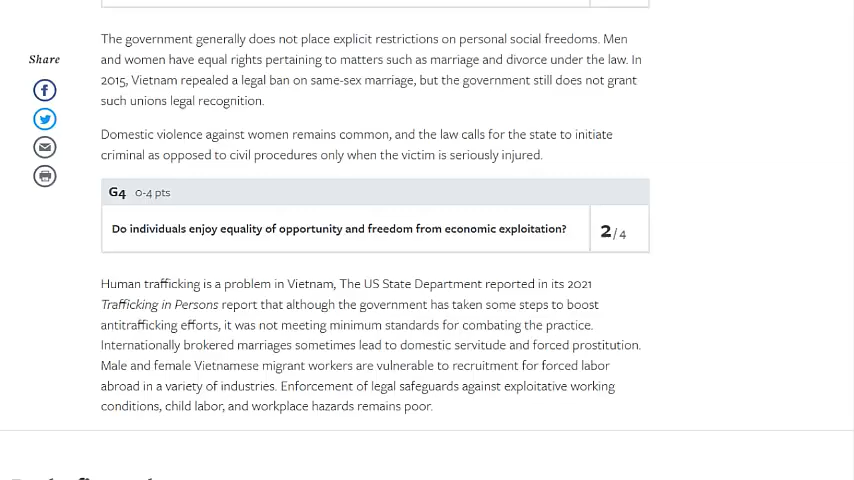 The government generally does not place explicit restrictions on personal social freedoms. Men
and women have equal rights pertaining to matters such as marriage and divorce under the law. In
2015, Vietnam repealed a legal ban on same-sex marriage, but the government still does not grant
such unions legal recognition.
Share
Domestic violence against women remains common, and the law calls for the state to initiate
criminal as opposed to civil procedures only when the victim is seriously injured.
G4 0-4 pts
Do individuals enjoy equality of opportunity and freedom from economic exploitation? 2 / 4
Human trafficking is a problem in Vietnam, The US State Department reported in its 2021
Trafficking in Persons report that although the government has taken some steps to boost
antitrafficking efforts, it was not meeting minimum standards for combating the practice.
Internationally brokered marriages sometimes lead to domestic servitude and forced prostitution.
Male and female Vietnamese migrant workers are vulnerable to recruitment for forced labor
abroad in a variety of industries. Enforcement of legal safeguards against exploitative working
conditions, child labor, and workplace hazards remains poor.